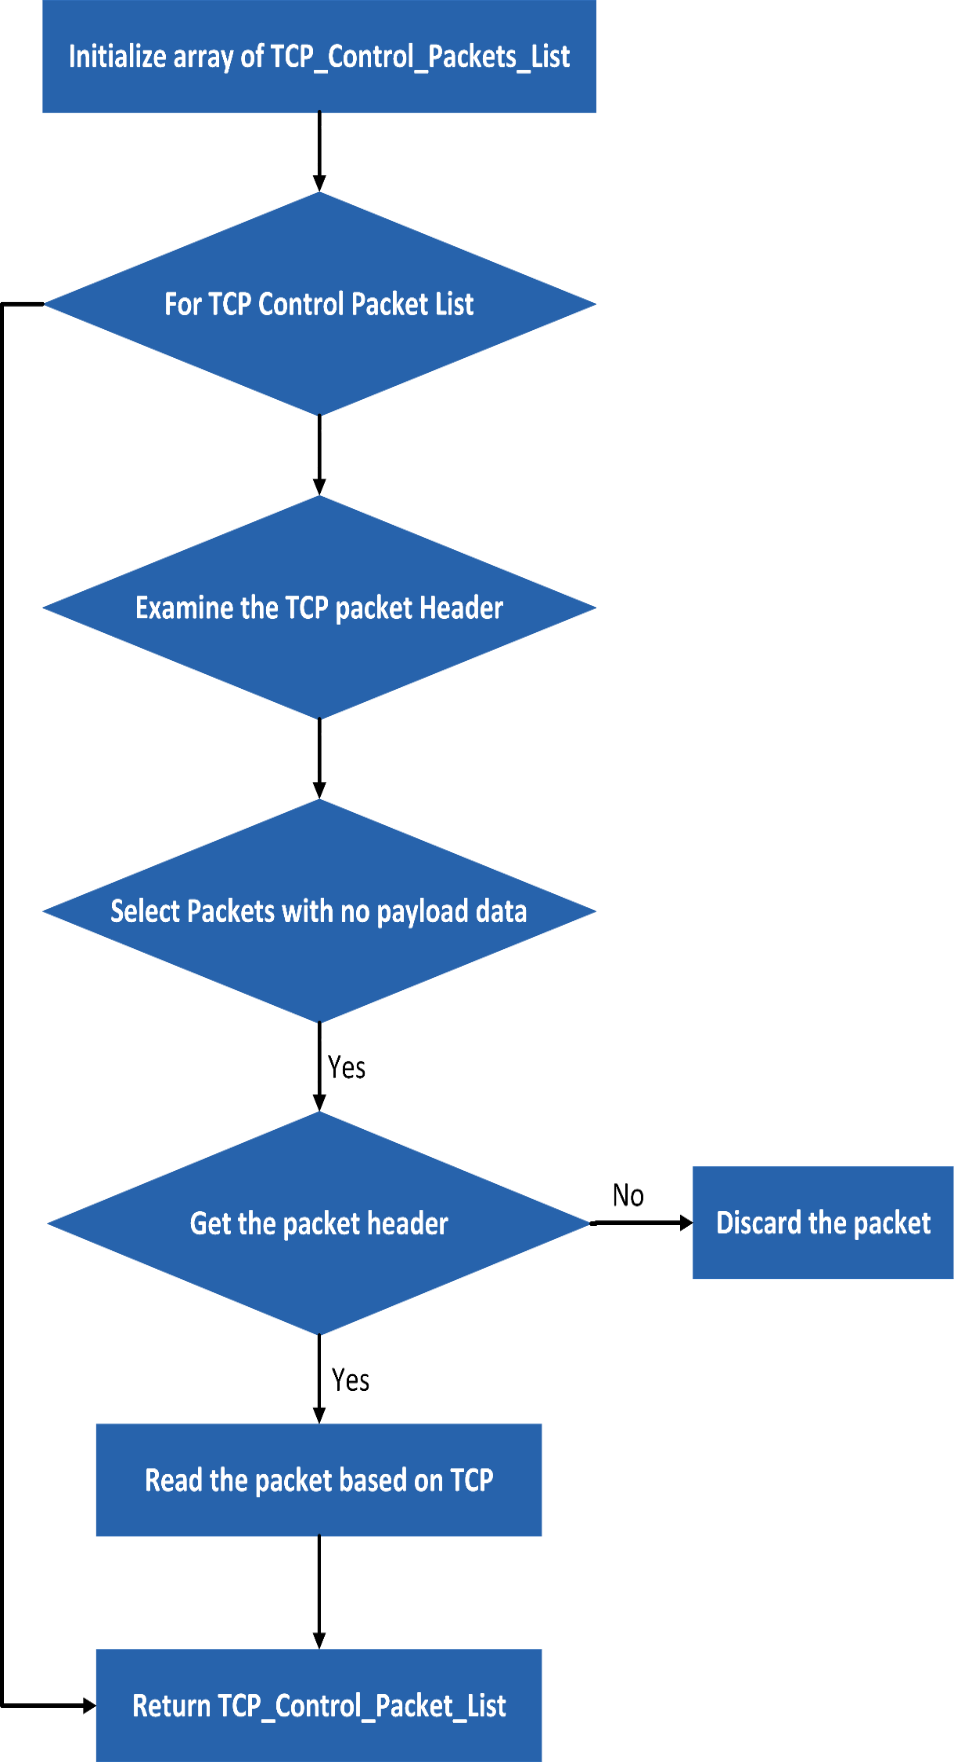 Initialize array of TCP_Control_Packets_List
For TCP Control Packet List
Examine the TCP packet Header
Select Packets with no payload data
Yes
Get the packet header
No
Discard the packet
Yes
Read the packet based on TCP
Return TCP_Control_Packet_List